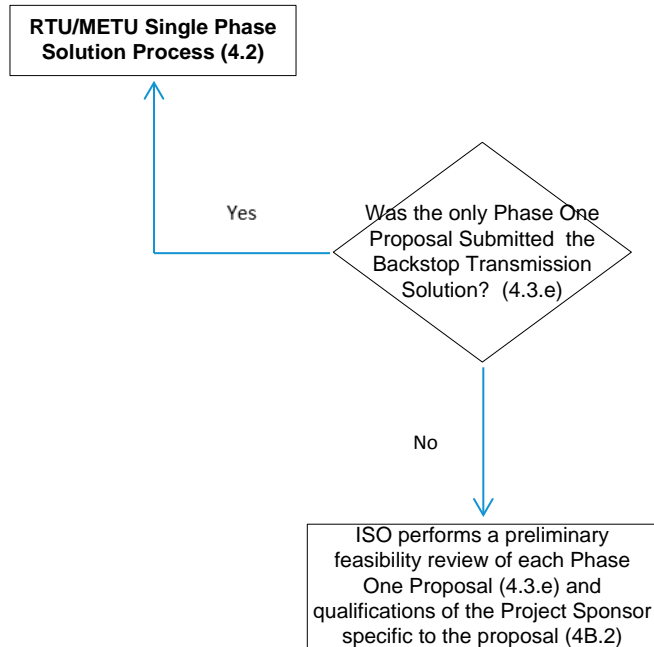 RTU/METU Single Phase
Solution Process (4.2)
Yes
Was the only Phase One
Proposal Submitted the
Backstop Transmission
Solution? (4.3.e)
No
ISO performs a preliminary
feasibility review of each Phase
One Proposal (4.3.e) and
qualifications of the Project Sponsor
specific to the proposal (4B.2)